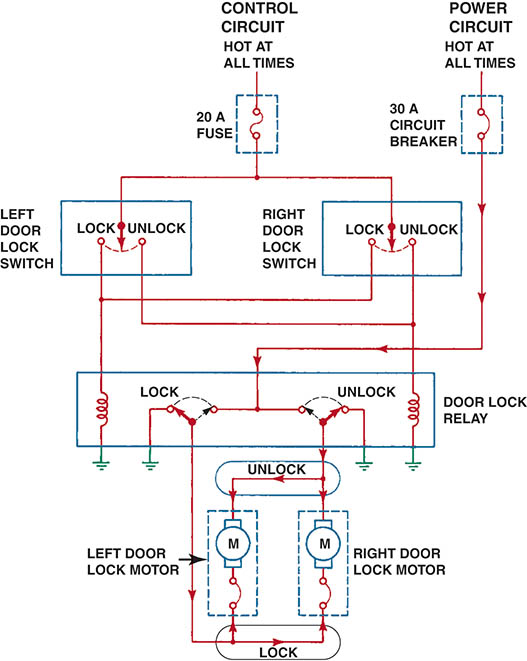 CONTROL
CIRCUIT
HOT AT
ALL TIMES
POWER
CIRCUIT
HOT AT
ALL TIMES
20 A
FUSE
30 A
CIRCUIT
BREAKER
LEFT
DOOR
LOCK
SWITCH
LOCK UNLOCK
RIGHT
DOOR
LOCK
SWITCH
LOCK UNLOCK
LOCK
UNLOCK
DOOR LOCK
RELAY
UNLOCK
LEFT DOOR
LOCK MOTOR
M
M
RIGHT DOOR
LOCK MOTOR
LOCK